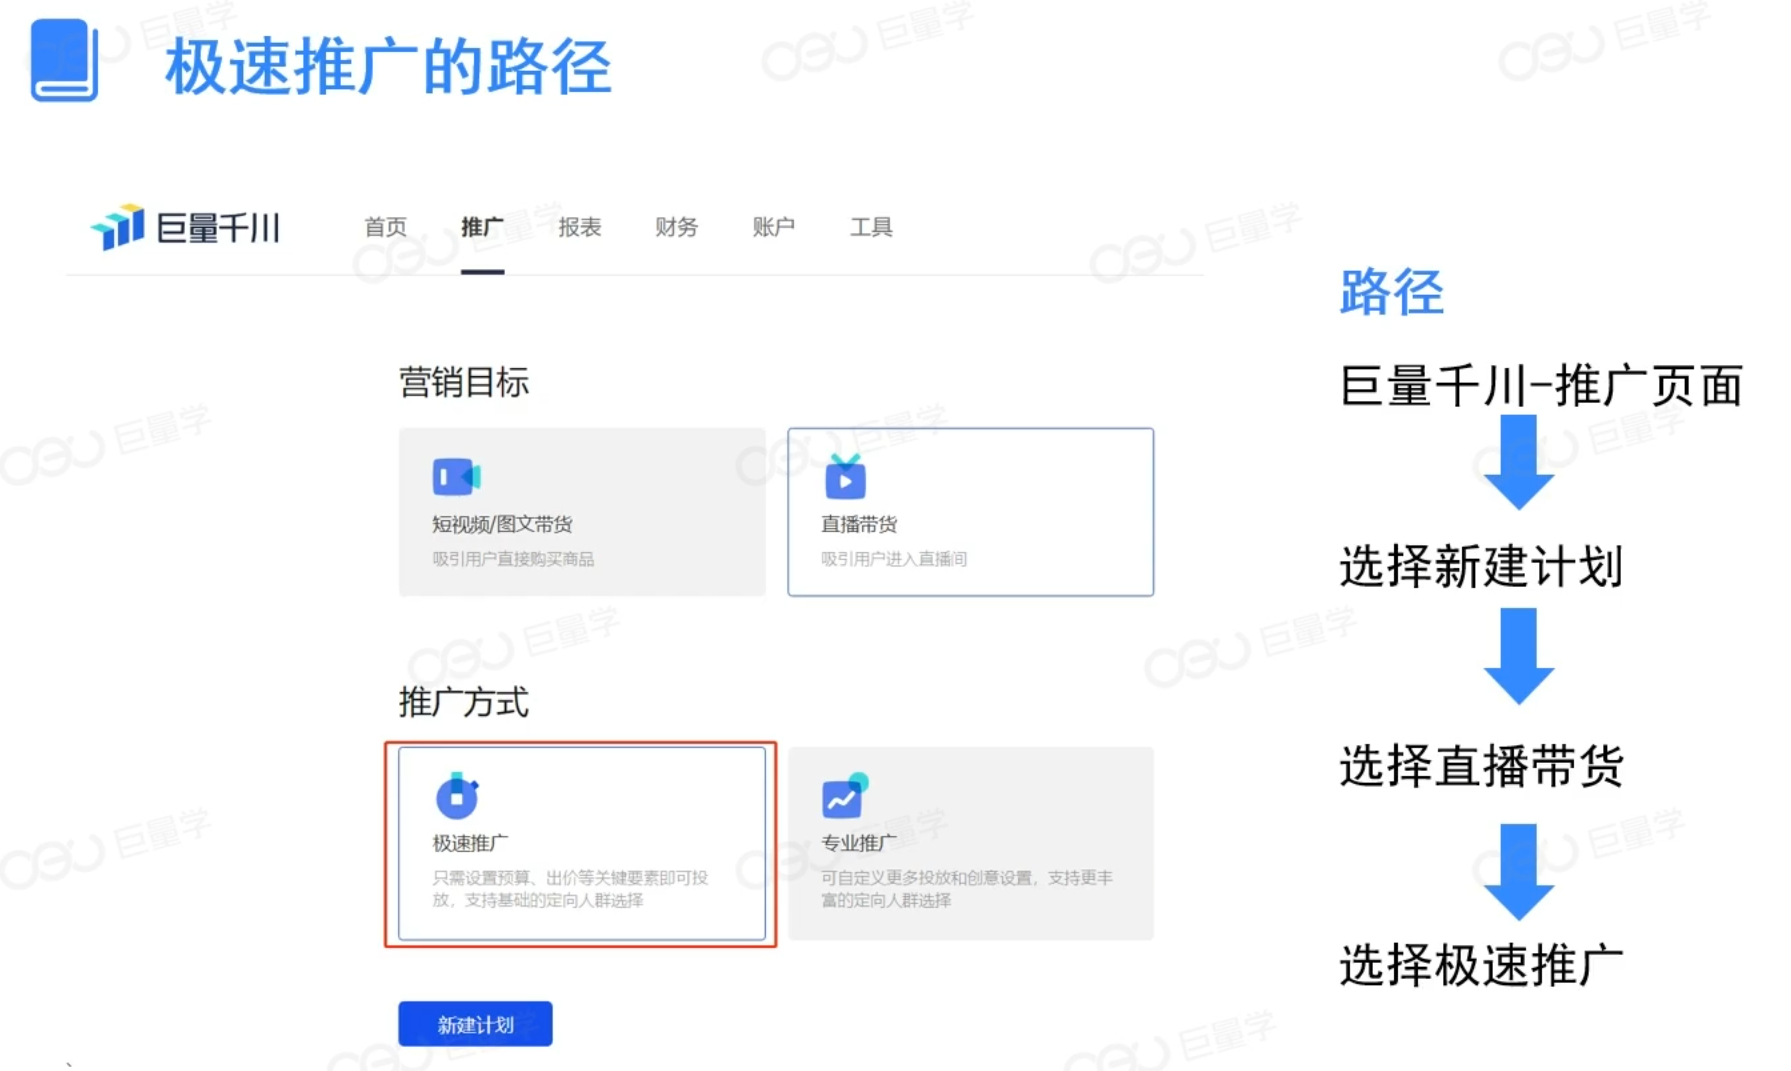 极速推广的路径
巨量千川
首页
推广
报表
财务
账户
工具
营销目标
短视频/图文带货
吸引用户直接购买商品
直播带货
吸引用户进入直播间
推广方式
极速推广
只需设置预算、出价等关键要素即可投
放，支持基础的定向人群选择
专业推广
可自定义更多投放和创意设置，支持更丰
富的定向人群选择
新建计划
路径
巨量千川-推广页面
选择新建计划
选择直播带货
选择极速推广
巨量学